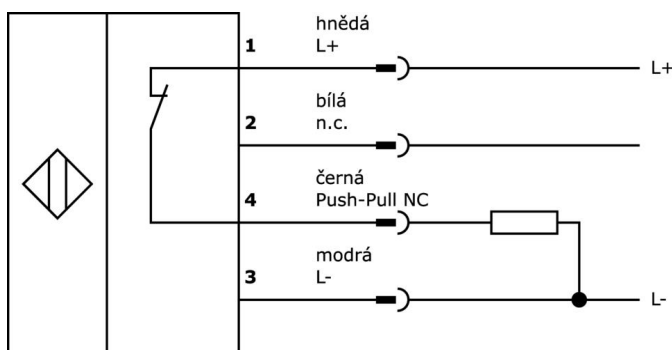 hnědá
1 L+
L+
bílá
2 n.c.
černá
4 Push-Pull NC
modrá
3 L-
L-